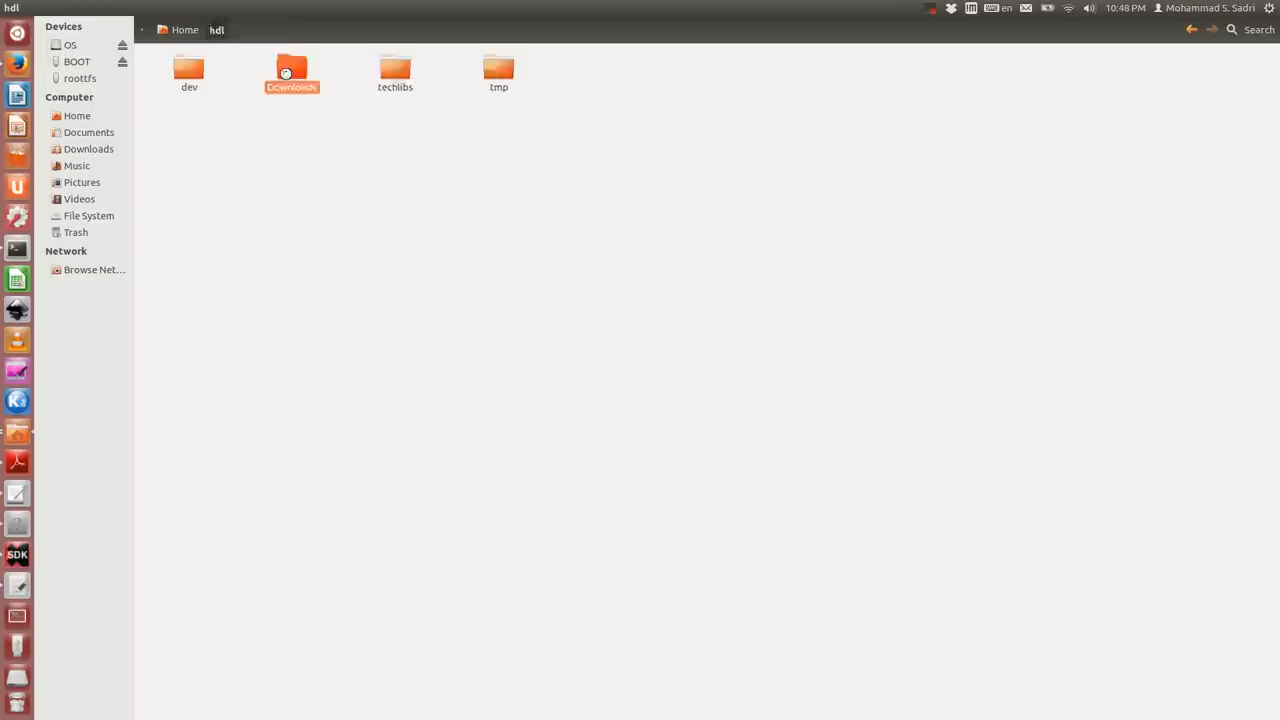 hdl
en
10:48 PM
Mohammad S. Sadri
Devices
Home
hdl
Search
OS
BOOT
roottfs
Computer
Home
Documents
Downloads
Music
Pictures
Videos
File System
Trash
Network
Browse Net...
dev
Downloads
techlibs
tmp
SDK